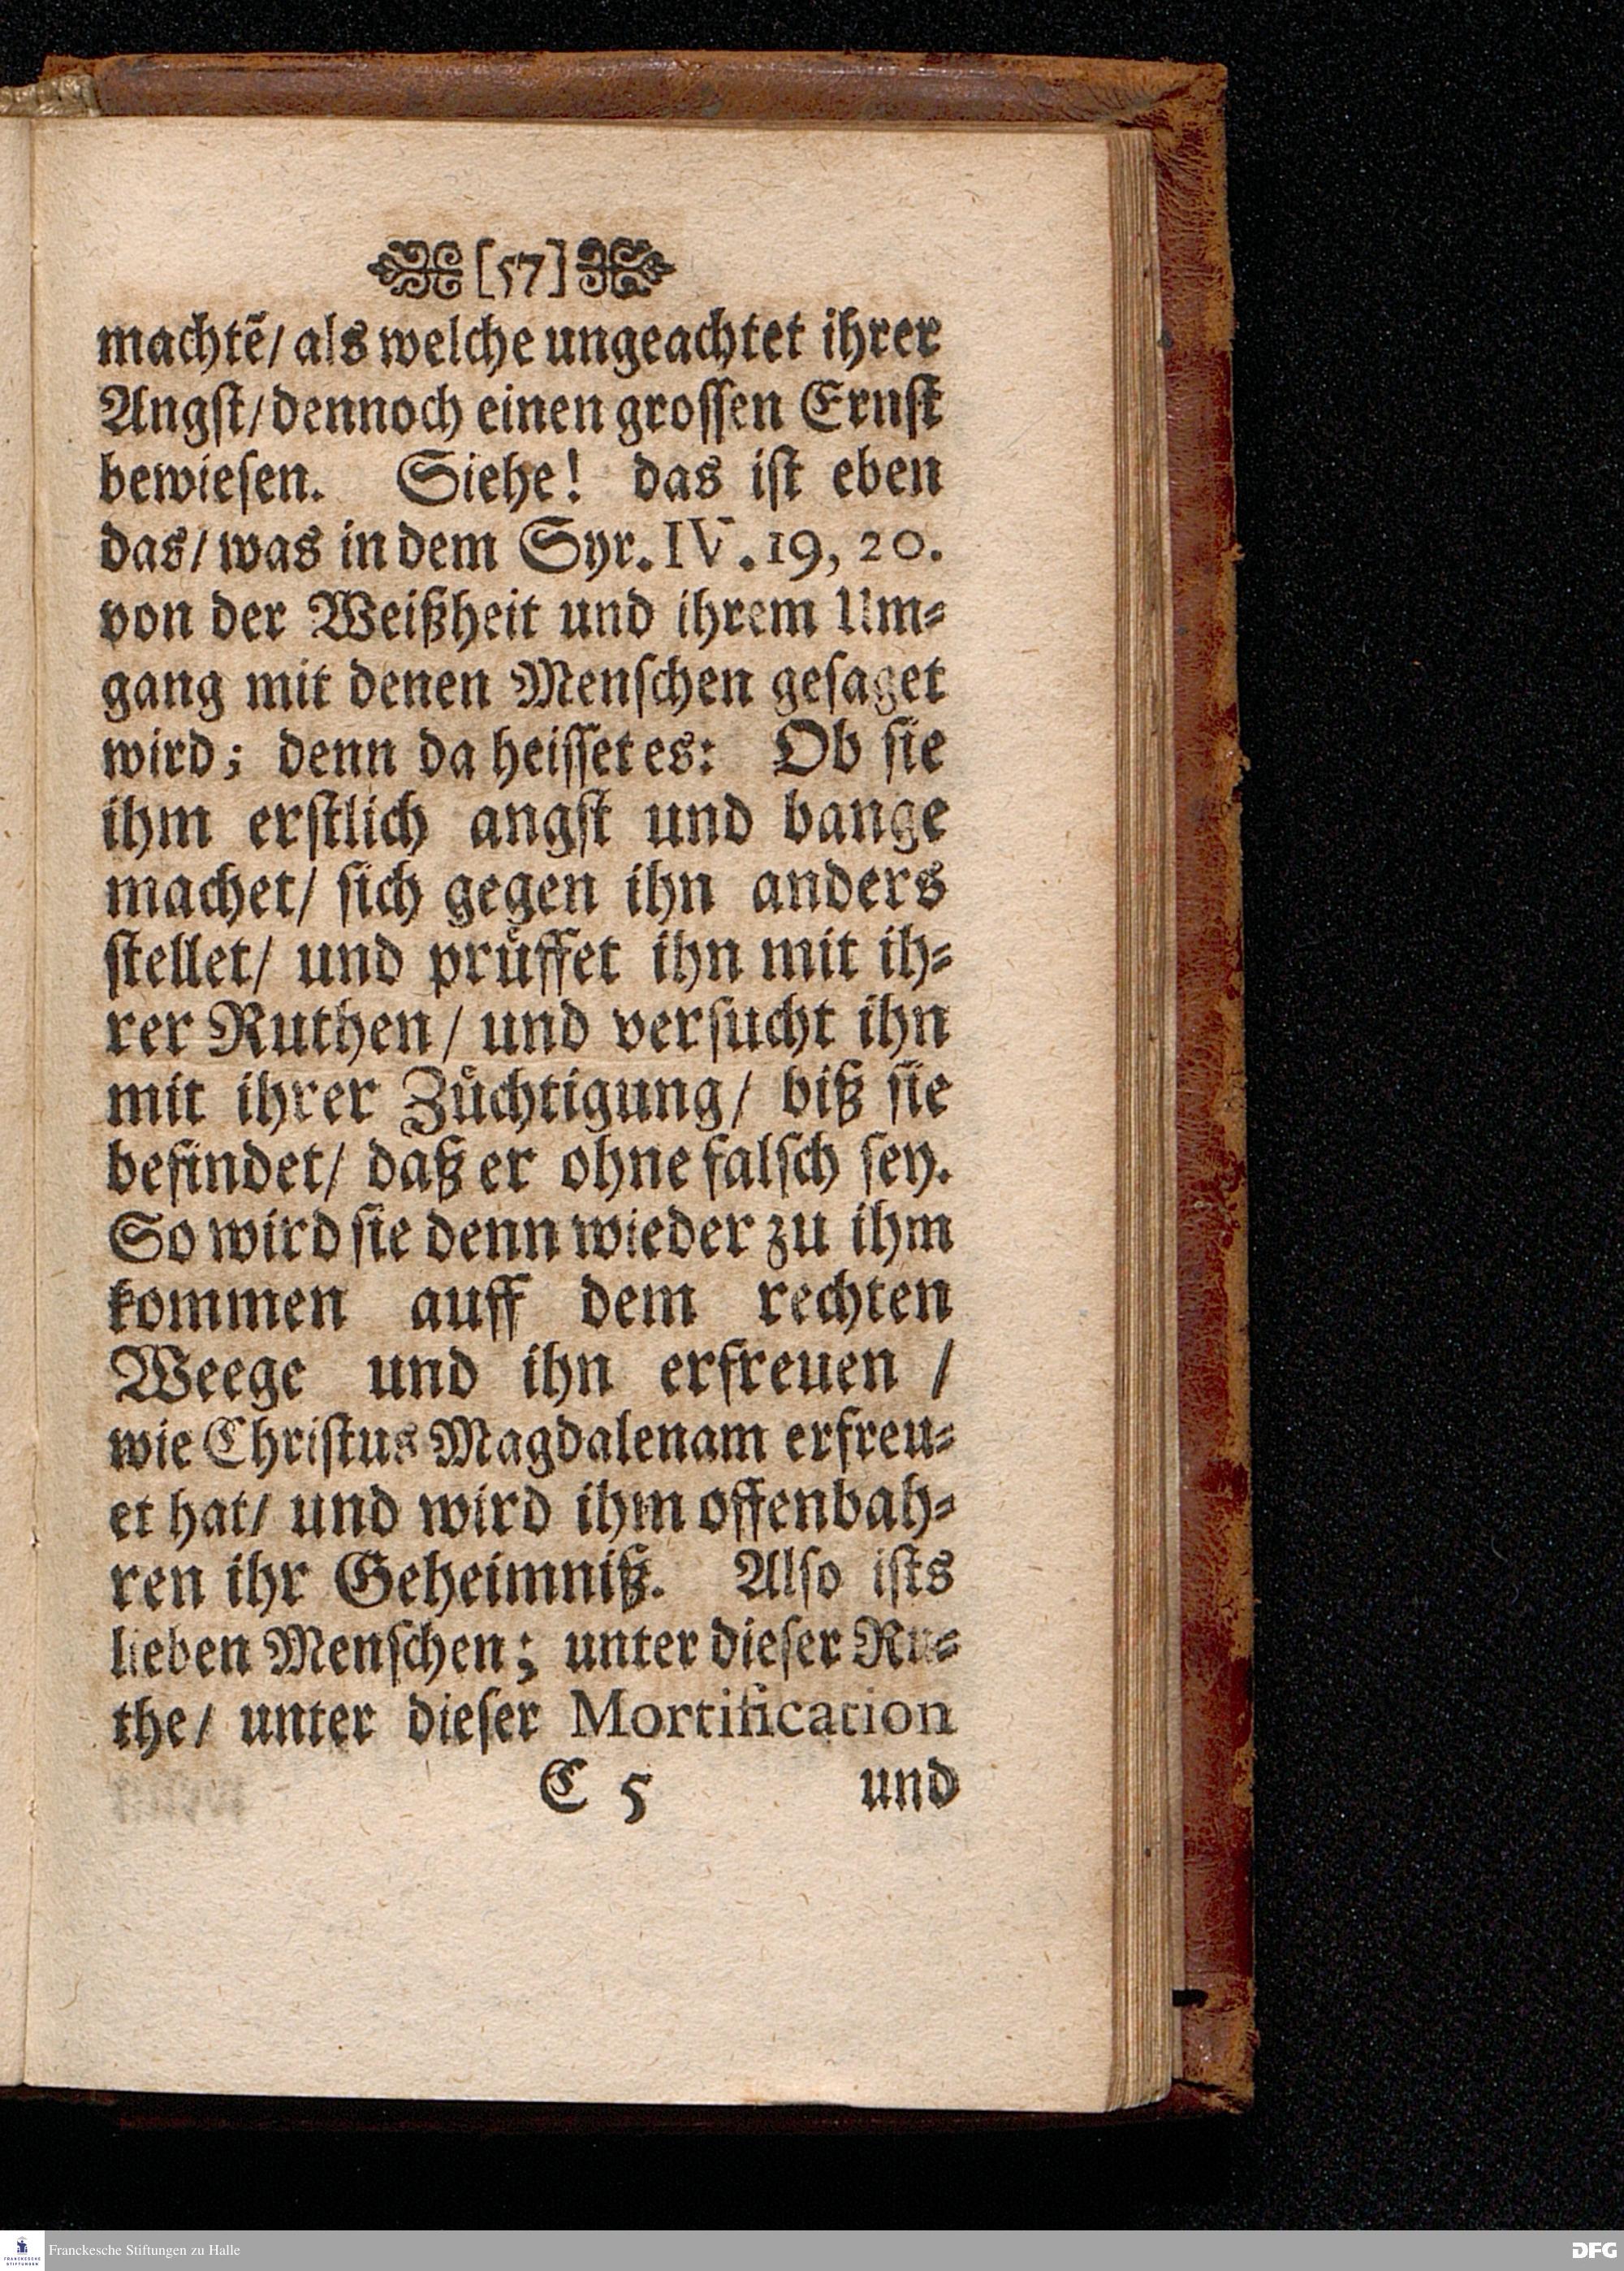 [57]
machtẽ/ als welche ungeachtet ihrer
Angst/ dennoch einen grossen Ernst
bewiesen. Siehe! das ist eben
das/ was in dem Syr. IV. 19, 20.
von der Weißheit und ihrem Um-
gang mit denen Menschen gesaget
wird; denn da heisset es: Ob sie
ihm erstlich angst und bange
machet/ sich gegen ihn anders
stellet/ und prüffet ihn mit ih-
rer Ruthen/ und versucht ihn
mit ihrer Züchtigung/ biß sie
befindet/ daß er ohne falsch sey.
So wird sie denn wieder zu ihm
kommen auff dem rechten
Weege und ihn erfreuen /
wie Christus Magdalenam erfreu-
et hat/ und wird ihm offenbah-
ren ihr Geheimniß. Also ists
lieben Menschen; unter dieser Ru-
the/ unter dieser Mortification
C 5 und
Franckesche Stiftungen zu Halle
DFG